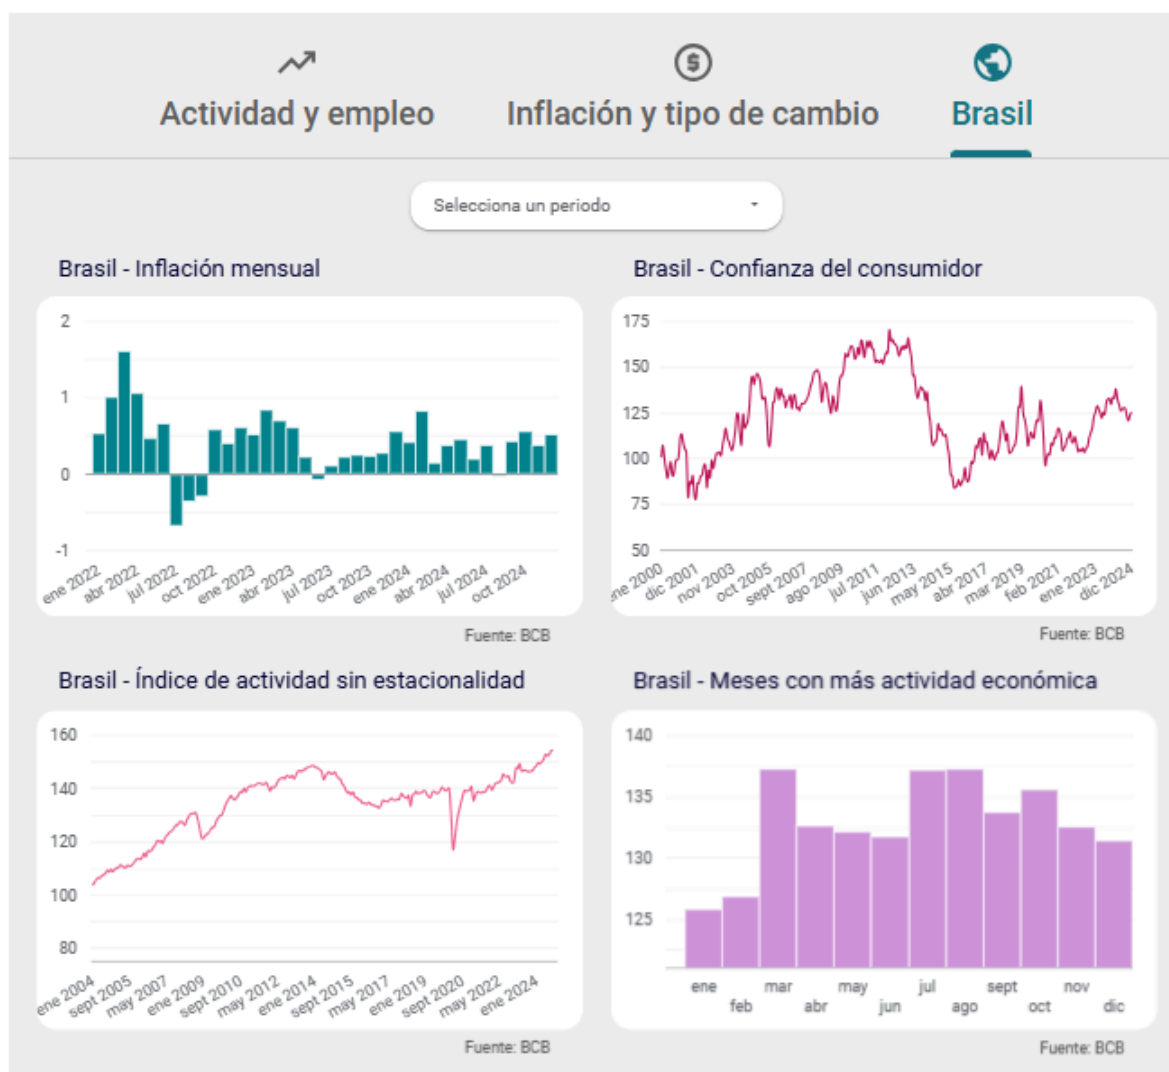 Actividad y empleo
Inflación y tipo de cambio
Brasil
Selecciona un periodo
Brasil - Inflación mensual
2
1
0
-1
ene 2022
abr 2022
jul 2022
oct 2022
ene 2023
abr 2023
jul 2023
oct 2023
ene 2024
abr 2024
jul 2024
oct 2024
Fuente: BCB
Brasil - Confianza del consumidor
175
150
125
100
75
50
ene 2000
dic 2001
nov 2003
oct 2005
sept 2007
ago 2009
jul 2011
jun 2013
may 2015
abr 2017
mar 2019
feb 2021
ene 2023
dic 2024
Fuente: BCB
Brasil - Índice de actividad sin estacionalidad
160
140
120
100
80
ene 2004
sept 2005
may 2007
ene 2009
sept 2010
may 2012
ene 2014
sept 2015
may 2017
ene 2019
sept 2020
may 2022
ene 2024
Fuente: BCB
Brasil - Meses con más actividad económica
140
135
130
125
ene
feb
mar
abr
may
jun
jul
ago
sept
oct
nov
dic
Fuente: BCB